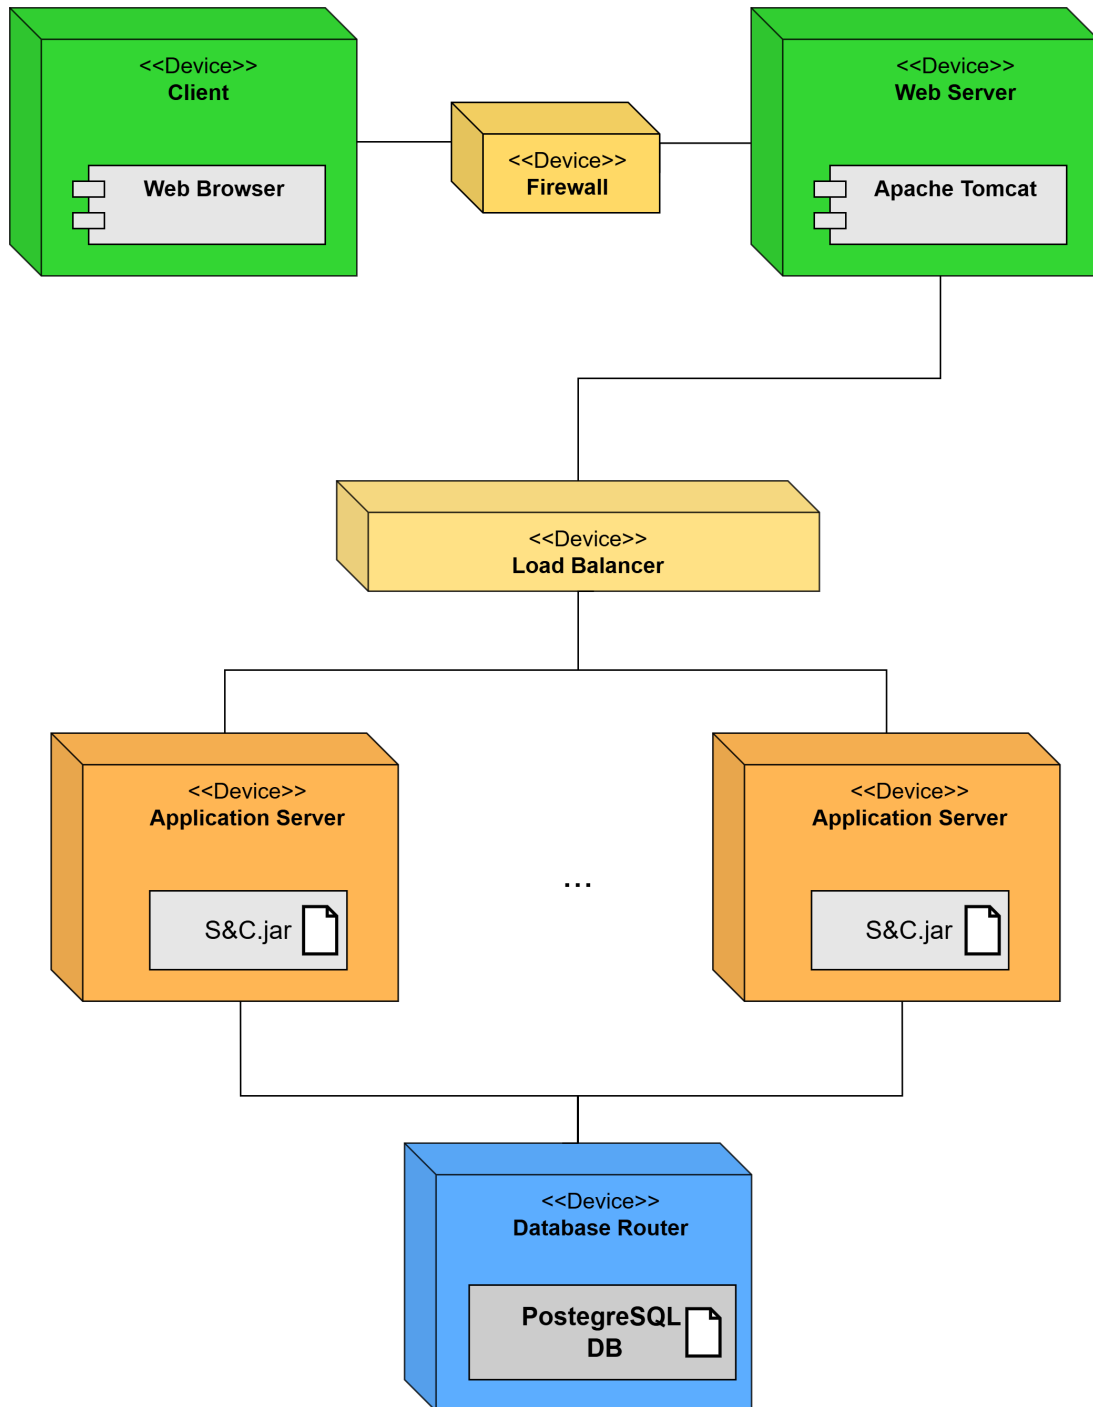 <<Device>>
Client
Web Browser
<<Device>>
Firewall
<<Device>>
Web Server
Apache Tomcat
<<Device>>
Load Balancer
<<Device>>
Application Server
S&C.jar
...
<<Device>>
Application Server
S&C.jar
<<Device>>
Database Router
PostegreSQL
DB